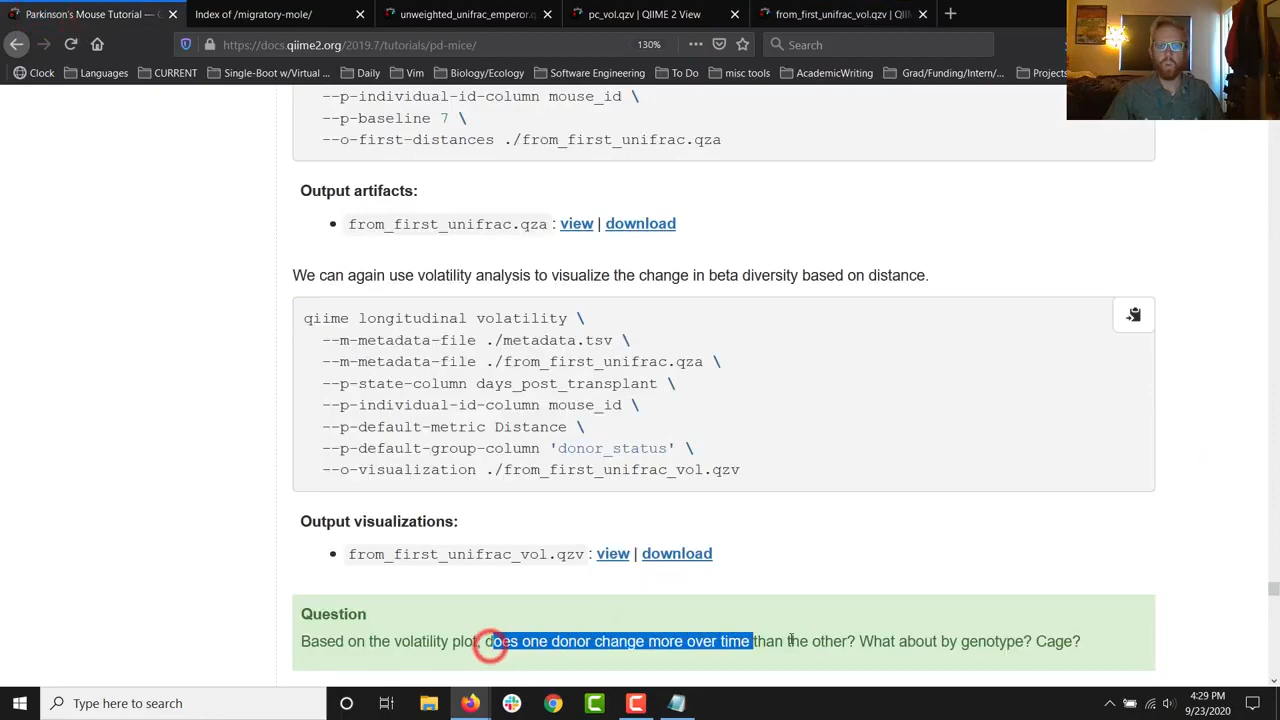 Parkinson's Mouse Tutorial —
Index of /migratory-mole/
unweighted_unifrac_emperor.q
pc_vol.qzv | QIIME 2 View
from_first_unifrac_vol.qzv | QIIM
https://docs.qiime2.org/2019.7/tutorials/pd-mice/
130%
Search
Clock
Languages
CURRENT
Single-Boot w/Virtual ...
Daily
Vim
Biology/Ecology
Software Engineering
To Do
misc tools
AcademicWriting
Grad/Funding/Intern/...
Projects
--p-individual-id-column mouse_id \
--p-baseline 7 \
--o-first-distances ./from_first_unifrac.qza
Output artifacts:
• from_first_unifrac.qza : view | download
We can again use volatility analysis to visualize the change in beta diversity based on distance.
qiime longitudinal volatility \
--m-metadata-file ./metadata.tsv \
--m-metadata-file ./from_first_unifrac.qza \
--p-state-column days_post_transplant \
--p-individual-id-column mouse_id \
--p-default-metric Distance \
--p-default-group-column 'donor_status' \
--o-visualization ./from_first_unifrac_vol.qzv
Output visualizations:
• from_first_unifrac_vol.qzv : view | download
Question
Based on the volatility plot, does one donor change more over time than the other? What about by genotype? Cage?
Type here to search
4:29 PM
9/23/2020